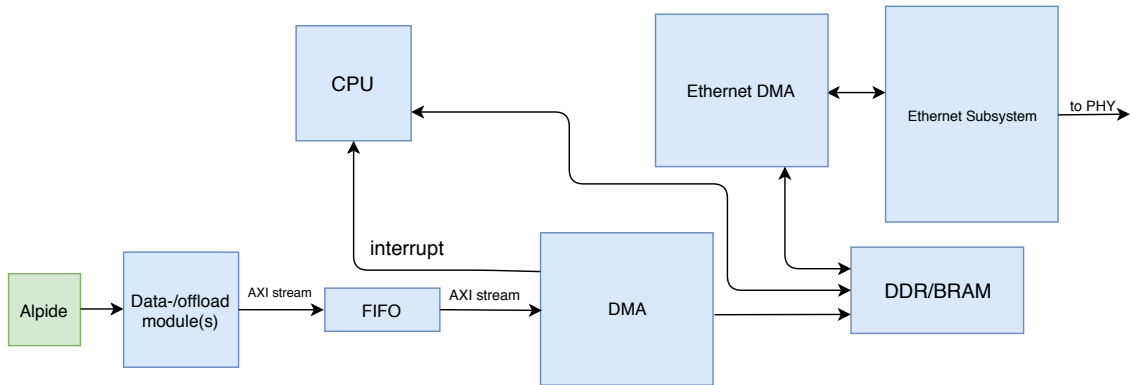 CPU
Ethernet DMA
Ethernet Subsystem
to PHY
interrupt
Alpide
Data-/offload
module(s)
AXI stream
FIFO
AXI stream
DMA
DDR/BRAM